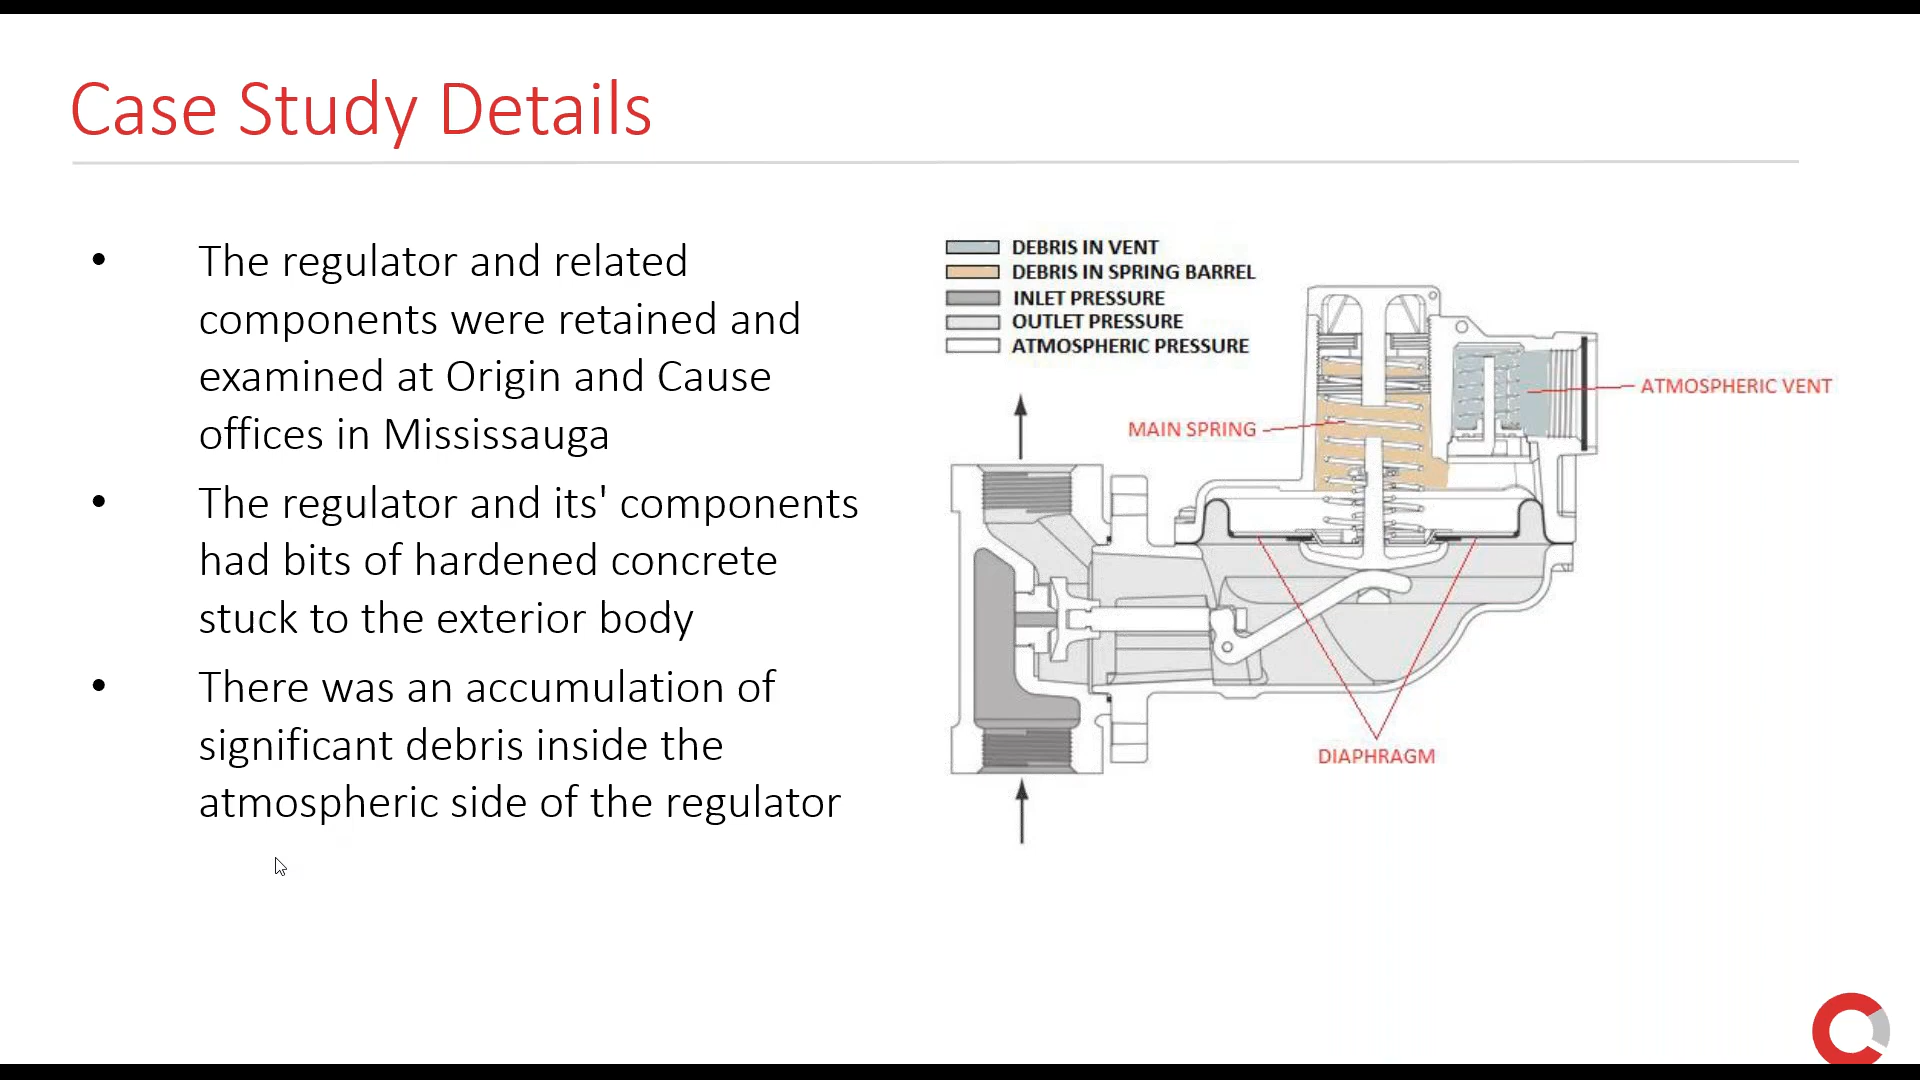 Case Study Details
• The regulator and related
components were retained and
examined at Origin and Cause
offices in Mississauga
• The regulator and its' components
had bits of hardened concrete
stuck to the exterior body
• There was an accumulation of
significant debris inside the
atmospheric side of the regulator
DEBRIS IN VENT
DEBRIS IN SPRING BARREL
INLET PRESSURE
OUTLET PRESSURE
ATMOSPHERIC PRESSURE
ATMOSPHERIC VENT
MAIN SPRING
DIAPHRAGM